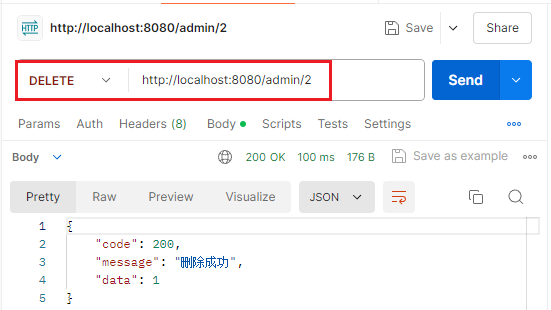 HTTP http://localhost:8080/admin/2 Save Share
DELETE http://localhost:8080/admin/2 Send
Params Auth Headers (8) Body Scripts Tests Settings
Body 200 OK 100 ms 176 B Save as example
Pretty Raw Preview Visualize JSON
1 {
2 "code": 200,
3 "message": "删除成功",
4 "data": 1
5 }